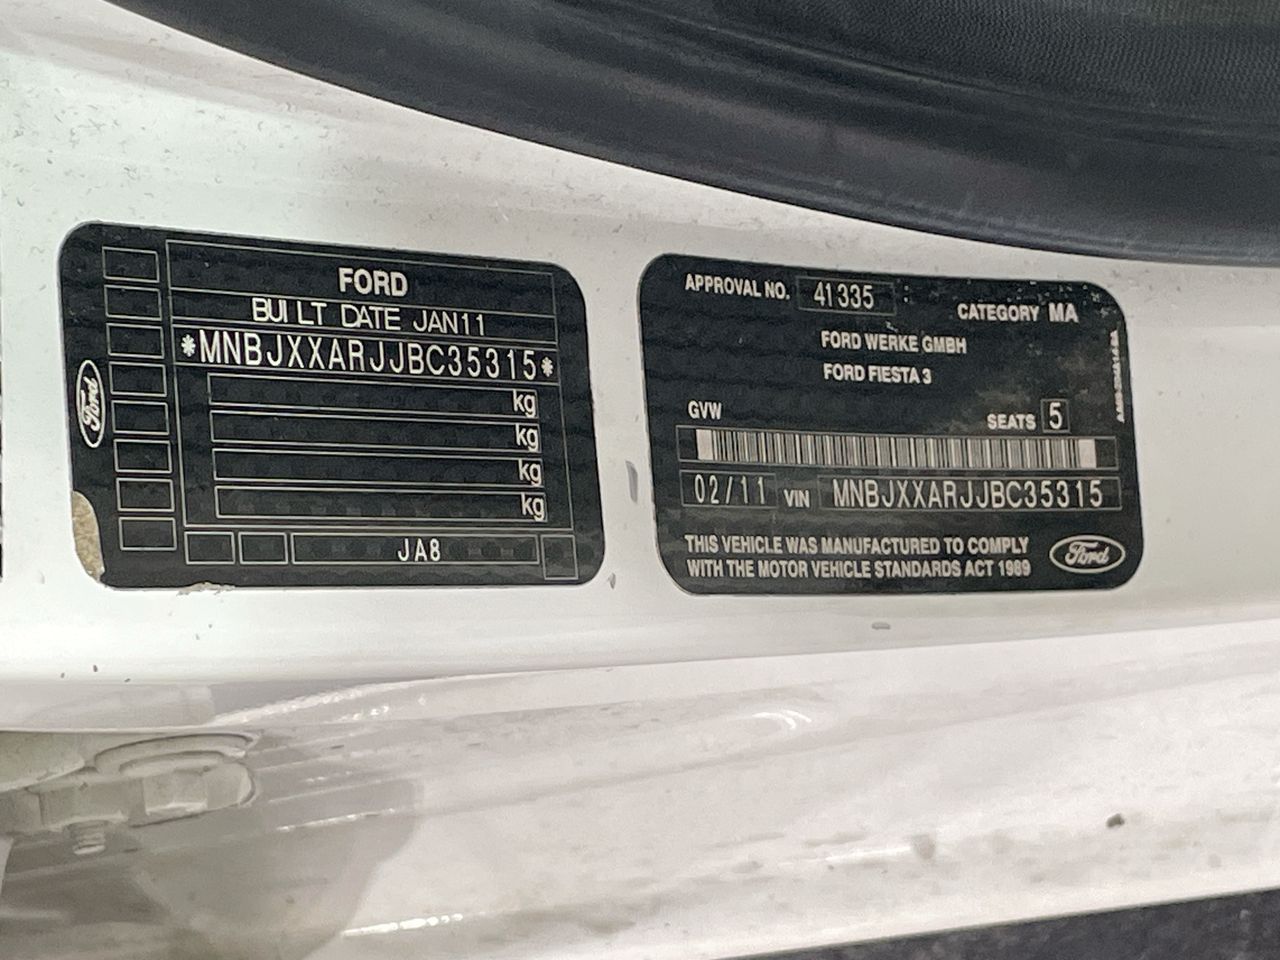 FORD
BUILT DATE JAN11
*MNBJXXARJJBC35315*
kg
kg
kg
kg
JA8
Ford
APPROVAL NO. 41335
CATEGORY MA
FORD WERKE GMBH
FORD FIESTA 3
GVW
SEATS 5
02/11 VIN MNBJXXARJJBC35315
THIS VEHICLE WAS MANUFACTURED TO COMPLY
WITH THE MOTOR VEHICLE STANDARDS ACT 1989
Ford